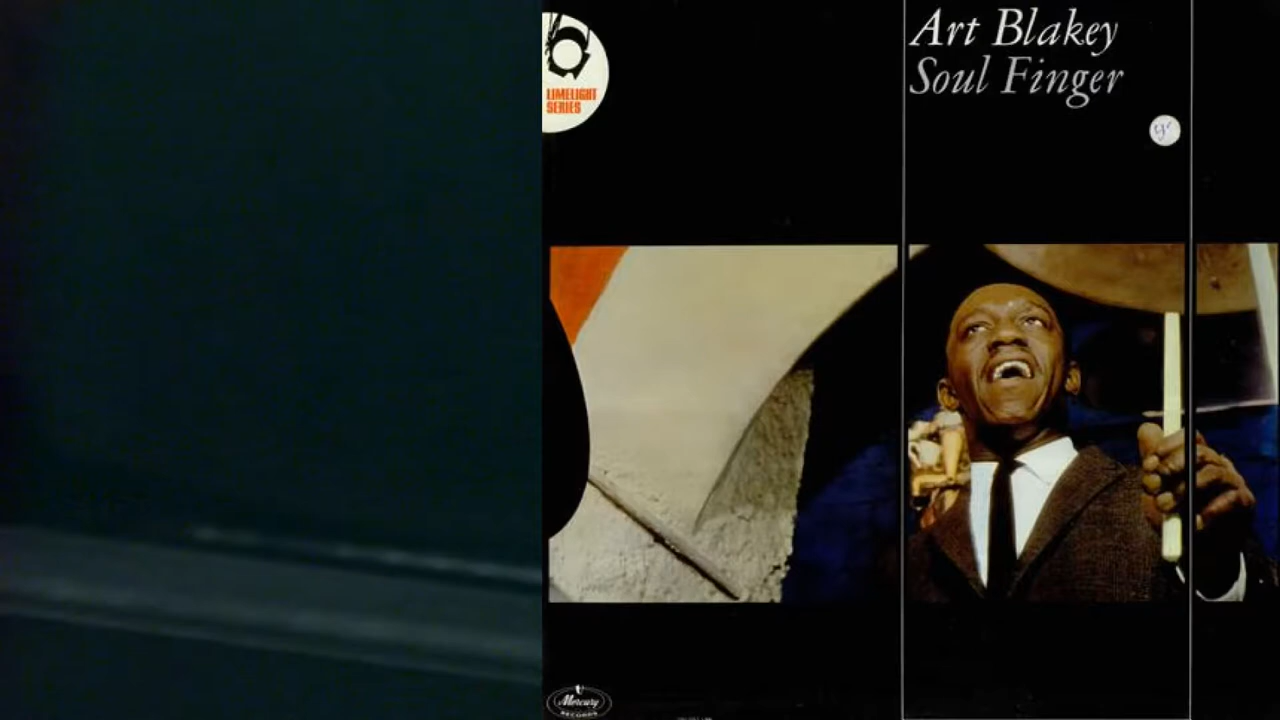 Art Blakey
Soul Finger
LIMELIGHT
SERIES
Mercury
RECORDS